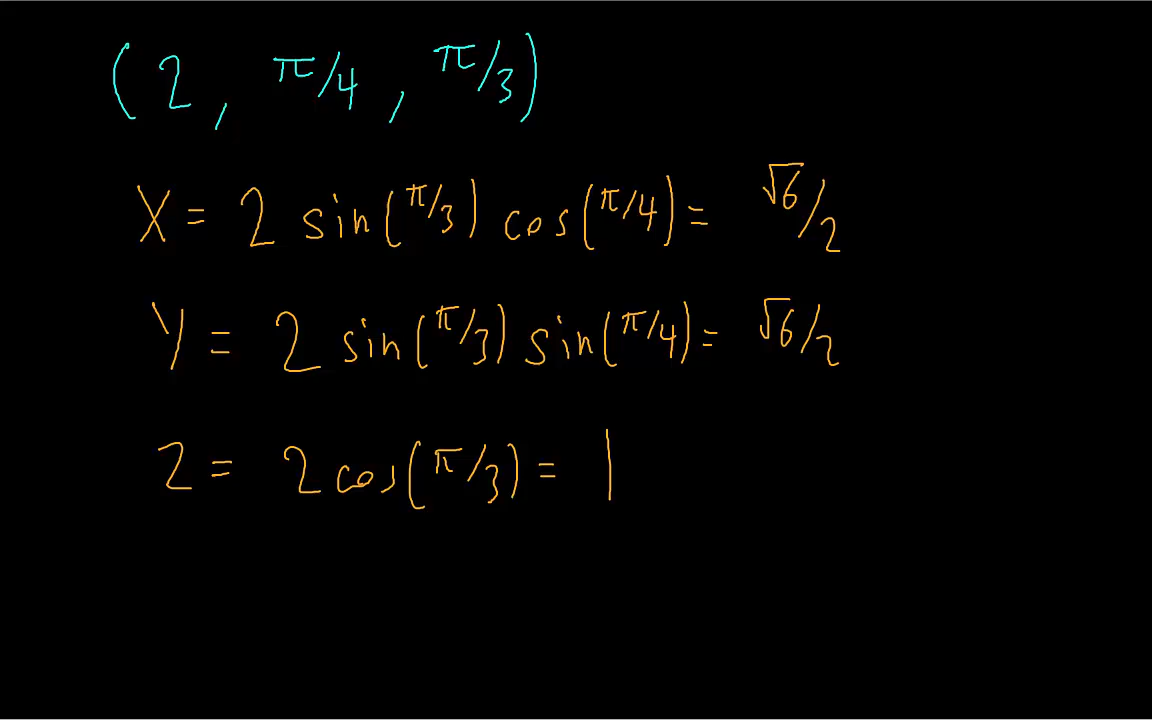 (2, π/4, π/3)
X = 2 sin(π/3) cos(π/4) = √6/2
Y = 2 sin(π/3) sin(π/4) = √6/2
Z = 2 cos(π/3) = 1